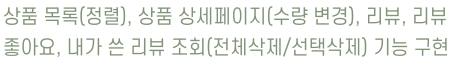 상품 목록(정렬), 상품 상세페이지(수량 변경), 리뷰, 리뷰
좋아요, 내가 쓴 리뷰 조회(전체삭제/선택삭제) 기능 구현